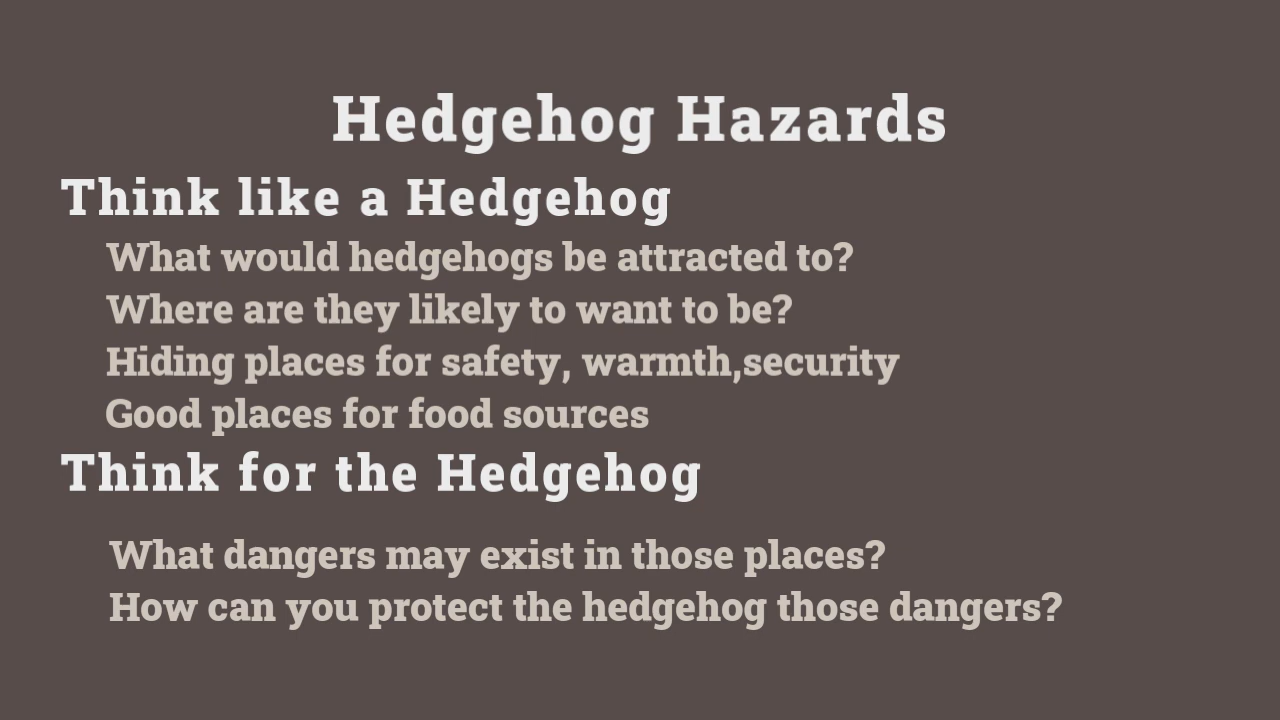 Hedgehog Hazards
Think like a Hedgehog
What would hedgehogs be attracted to?
Where are they likely to want to be?
Hiding places for safety, warmth,security
Good places for food sources
Think for the Hedgehog
What dangers may exist in those places?
How can you protect the hedgehog those dangers?